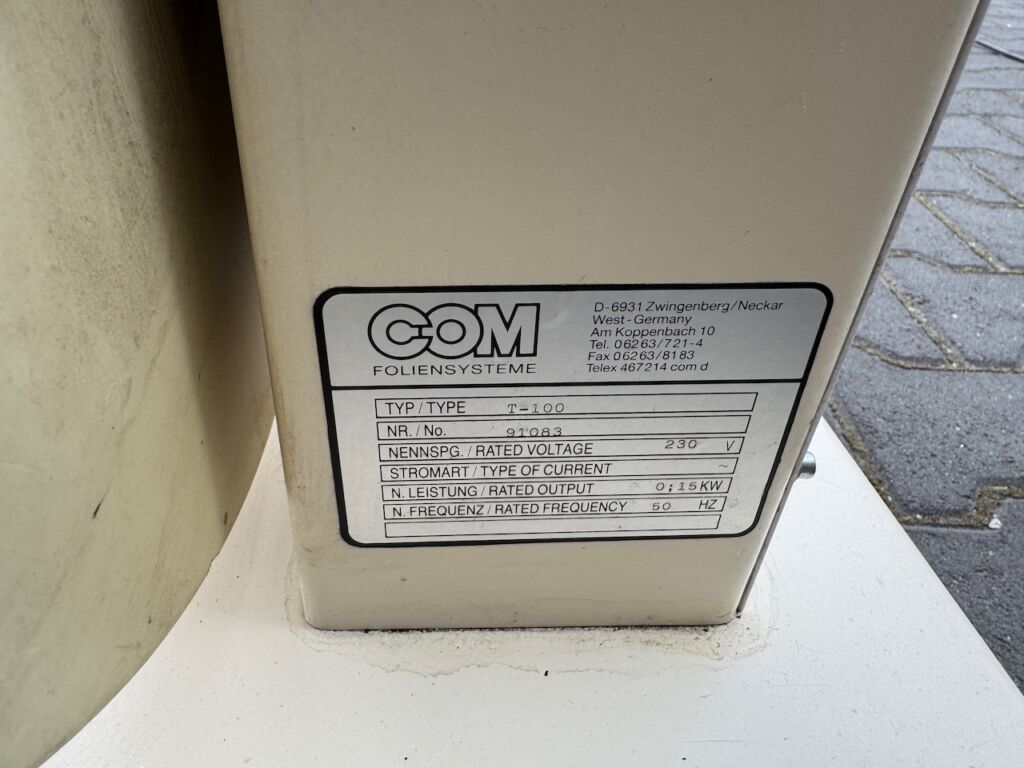 COM
FOLIENSYSTEME
D-6931 Zwingenberg/Neckar
West-Germany
Am Koppenbach 10
Tel. 06263/721-4
Fax 06263/8183
Telex 467214 com d
TYP/TYPE T-100
NR./No. 91083
NENNSPG./RATED VOLTAGE 230 V
STROMART/TYPE OF CURRENT ~
N. LEISTUNG/RATED OUTPUT 0;15 KW
N. FREQUENZ/RATED FREQUENCY 50 HZ